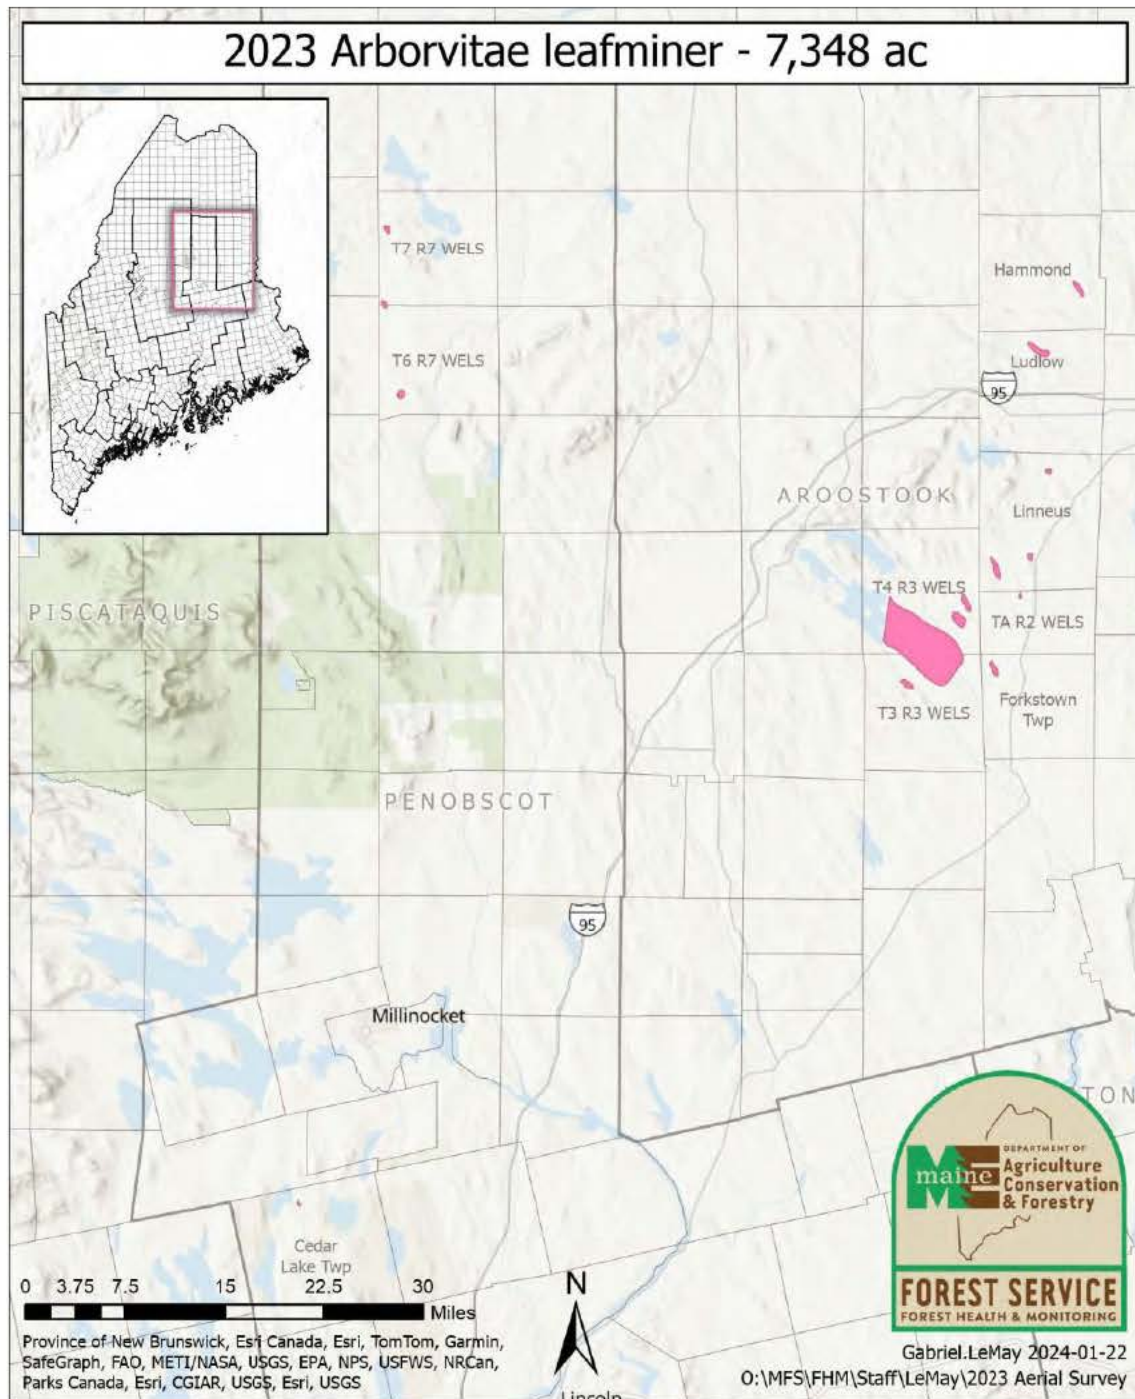 2023 Arborvitae leafminer - 7,348 ac
T7 R7 WELS
Hammond
T6 R7 WELS
Ludlow
95
AROOSTOOK
Linneus
T4 R3 WELS
PISCATAQUIS
TA R2 WELS
Forkstown
Twp
T3 R3 WELS
PENOBSCOT
95
Millinocket
TON
DEPARTMENT OF
maine
Agriculture
Conservation
& Forestry
Cedar
Lake Twp
0 3.75 7.5 15 22.5 30
Miles
N
FOREST SERVICE
FOREST HEALTH & MONITORING
Province of New Brunswick, Esri Canada, Esri, TomTom, Garmin,
SafeGraph, FAO, METI/NASA, USGS, EPA, NPS, USFWS, NRCan,
Parks Canada, Esri, CGIAR, USGS, Esri, USGS
Lincoln
Gabriel.LeMay 2024-01-22
O:\MFS\FHM\Staff\LeMay\2023 Aerial Survey